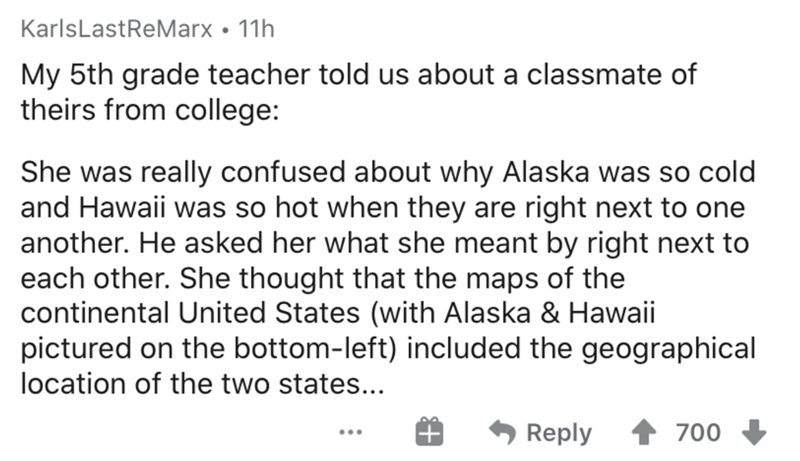 KarlsLastReMarx • 11h
My 5th grade teacher told us about a classmate of
theirs from college:
She was really confused about why Alaska was so cold
and Hawaii was so hot when they are right next to one
another. He asked her what she meant by right next to
each other. She thought that the maps of the
continental United States (with Alaska & Hawaii
pictured on the bottom-left) included the geographical
location of the two states...
... Reply 700